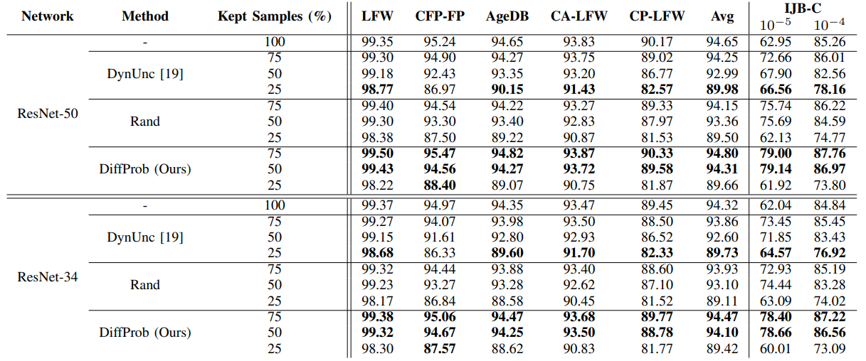 Network Method Kept Samples (%) LFW CFP-FP AgeDB CA-LFW CP-LFW Avg IJB-C
10^{-5} 10^{-4}
- 100 99.35 95.24 94.65 93.83 90.17 94.65 62.95 85.26
75 99.30 94.90 94.27 93.75 89.02 94.25 72.66 86.01
DynUnc [19] 50 99.18 92.43 93.35 93.20 86.77 92.99 67.90 82.56
25 98.77 86.97 90.15 91.43 82.57 89.98 66.56 78.16
ResNet-50 75 99.40 94.54 94.22 93.27 89.33 94.15 75.74 86.22
Rand 50 99.30 93.30 93.40 92.83 87.97 93.36 75.69 84.59
25 98.38 87.50 89.22 90.87 81.53 89.50 62.13 74.77
75 99.50 95.47 94.82 93.87 90.33 94.80 79.00 87.76
DiffProb (Ours) 50 99.43 94.56 94.27 93.72 89.58 94.31 79.14 86.97
25 98.22 88.40 89.07 90.75 81.87 89.66 61.92 73.80
- 100 99.37 94.97 94.35 93.47 89.45 94.32 62.04 84.84
75 99.27 94.07 93.98 93.50 88.50 93.86 73.45 85.45
DynUnc [19] 50 99.15 91.61 92.80 92.93 86.52 92.60 71.85 83.43
25 98.68 86.33 89.60 91.70 82.33 89.73 64.57 76.92
ResNet-34 75 99.32 94.44 93.88 93.40 88.60 93.93 72.93 85.19
Rand 50 99.23 93.27 93.28 92.62 87.10 93.10 74.44 83.28
25 98.17 86.84 88.58 90.45 81.52 89.11 63.09 74.02
75 99.38 95.06 94.47 93.68 89.77 94.47 78.40 87.22
DiffProb (Ours) 50 99.32 94.67 94.25 93.50 88.78 94.10 78.66 86.56
25 98.30 87.57 88.62 90.83 81.77 89.42 60.01 73.09